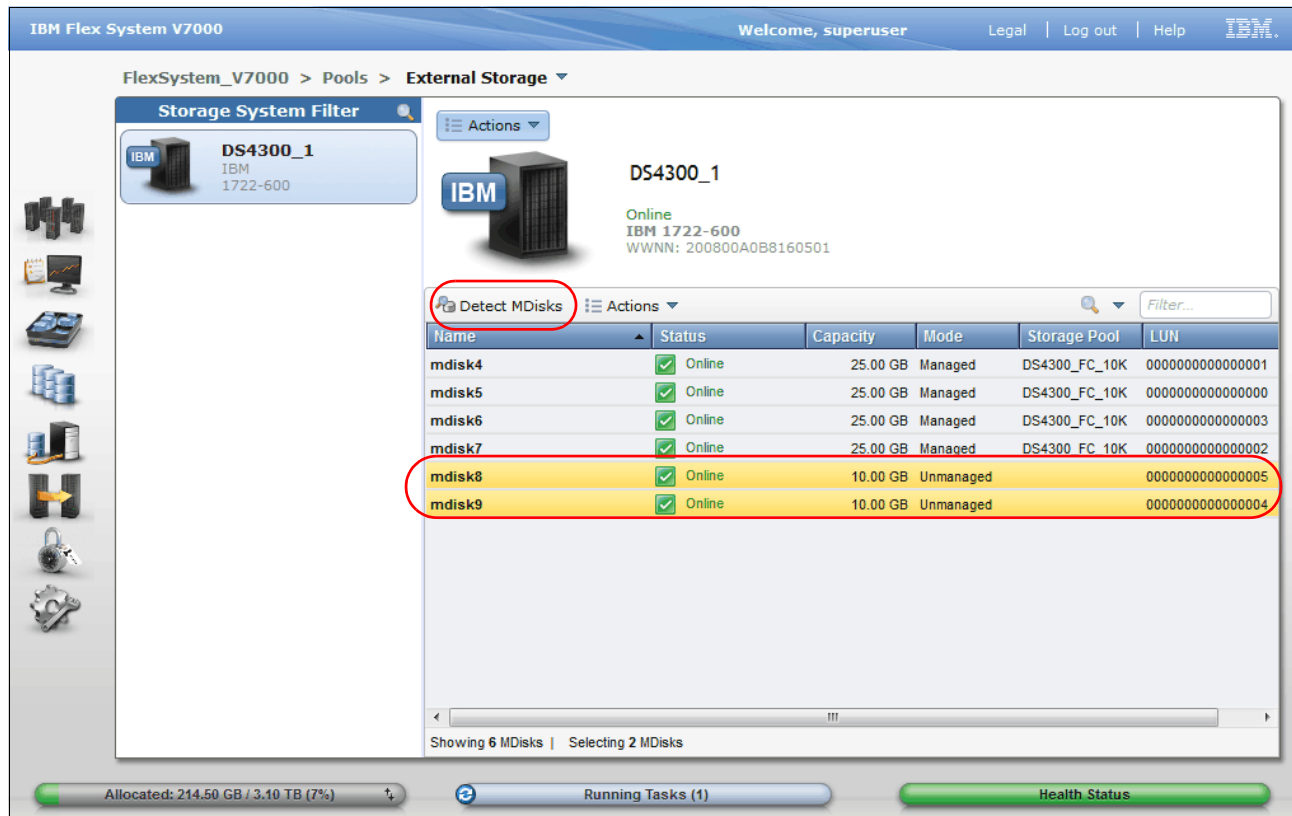 IBM Flex System V7000 Welcome, superuser Legal | Log out | Help IBM.
FlexSystem_V7000 > Pools > External Storage
Storage System Filter
IBM
DS4300_1
IBM
1722-600
Actions
IBM
DS4300_1
Online
IBM 1722-600
WWNN: 200800A0B8160501
Detect MDisks Actions Filter...
Name Status Capacity Mode Storage Pool LUN
mdisk4 Online 25.00 GB Managed DS4300_FC_10K 0000000000000001
mdisk5 Online 25.00 GB Managed DS4300_FC_10K 0000000000000000
mdisk6 Online 25.00 GB Managed DS4300_FC_10K 0000000000000003
mdisk7 Online 25.00 GB Managed DS4300_FC_10K 0000000000000002
mdisk8 Online 10.00 GB Unmanaged 0000000000000005
mdisk9 Online 10.00 GB Unmanaged 0000000000000004
Showing 6 MDisks | Selecting 2 MDisks
Allocated: 214.50 GB / 3.10 TB (7%) Running Tasks (1) Health Status